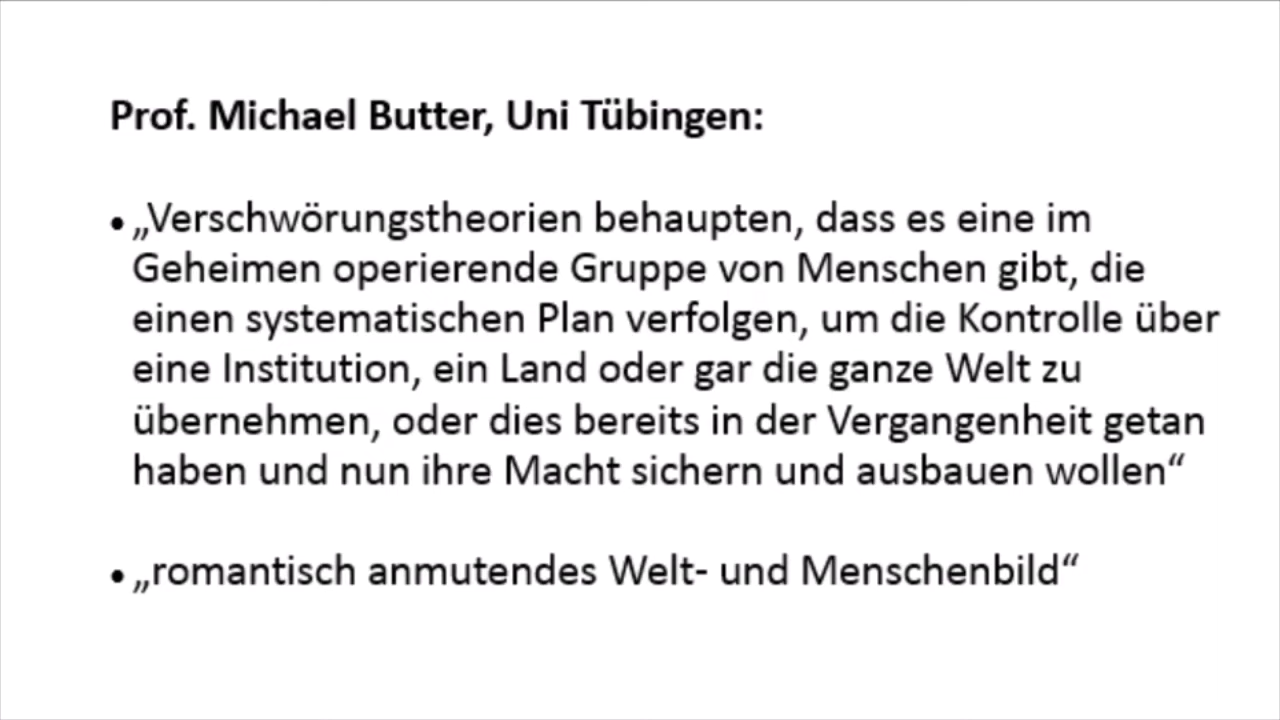 Prof. Michael Butter, Uni Tübingen:
• „Verschwörungstheorien behaupten, dass es eine im
Geheimen operierende Gruppe von Menschen gibt, die
einen systematischen Plan verfolgen, um die Kontrolle über
eine Institution, ein Land oder gar die ganze Welt zu
übernehmen, oder dies bereits in der Vergangenheit getan
haben und nun ihre Macht sichern und ausbauen wollen“
• „romantisch anmutendes Welt- und Menschenbild“